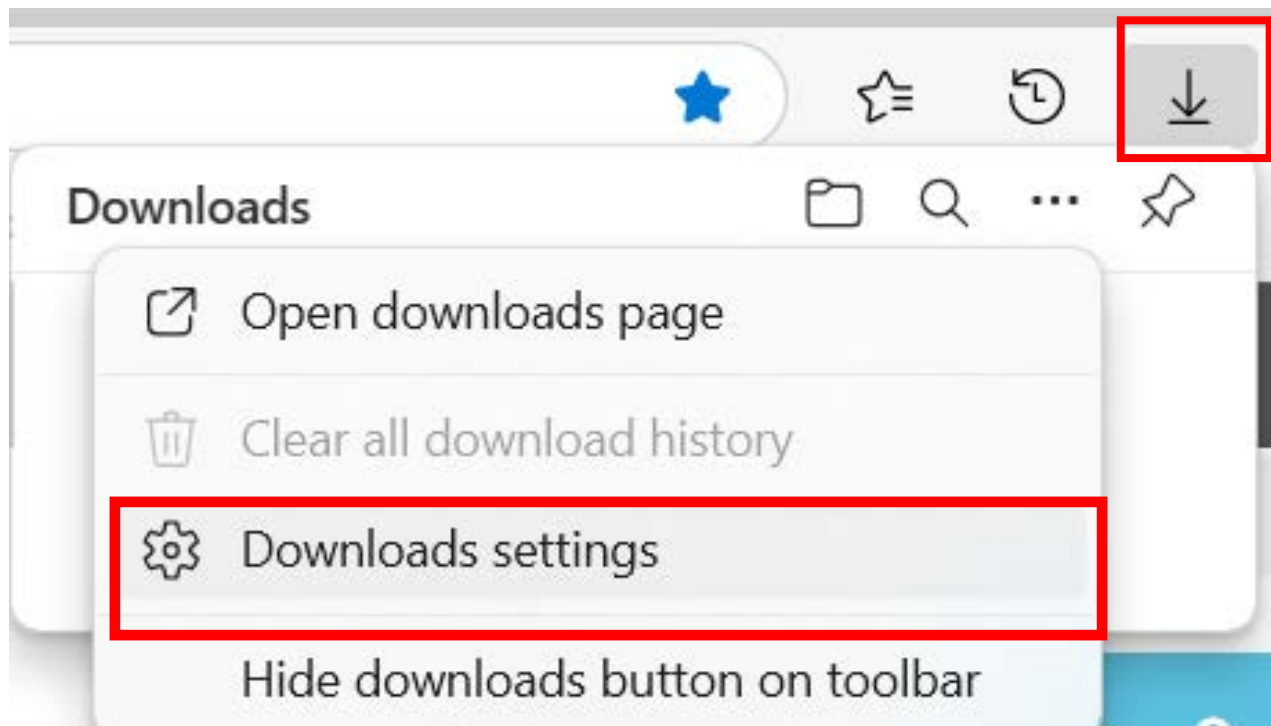 Downloads
Open downloads page
Clear all download history
Downloads settings
Hide downloads button on toolbar